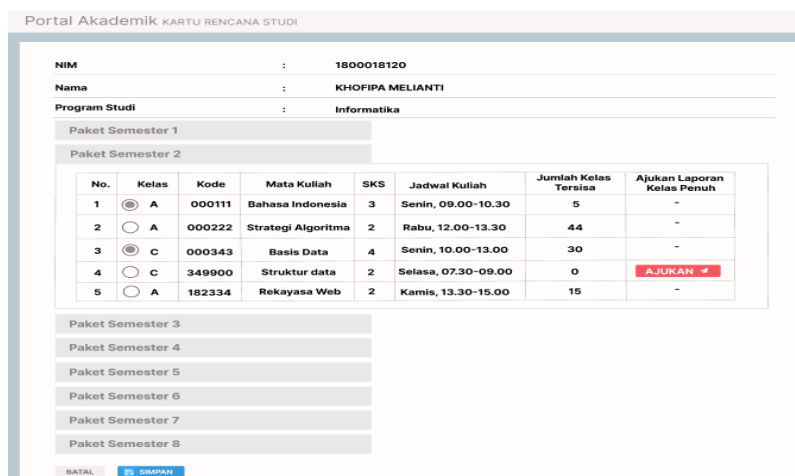 Portal Akademik KARTU RENCANA STUDI
NIM : 1800018120
Nama : KHOFIPA MELIANTI
Program Studi : Informatika
Paket Semester 1
Paket Semester 2
No. Kelas Kode Mata Kuliah SKS Jadwal Kuliah Jumlah Kelas Tersisa Ajukan Laporan Kelas Penuh
1 A 000111 Bahasa Indonesia 3 Senin, 09.00-10.30 5 -
2 A 000222 Strategi Algoritma 2 Rabu, 12.00-13.30 44 -
3 C 000343 Basis Data 4 Senin, 10.00-13.00 30 -
4 C 349900 Struktur data 2 Selasa, 07.30-09.00 0 AJUKAN
5 A 182334 Rekayasa Web 2 Kamis, 13.30-15.00 15 -
Paket Semester 3
Paket Semester 4
Paket Semester 5
Paket Semester 6
Paket Semester 7
Paket Semester 8
BATAL SIMPAN